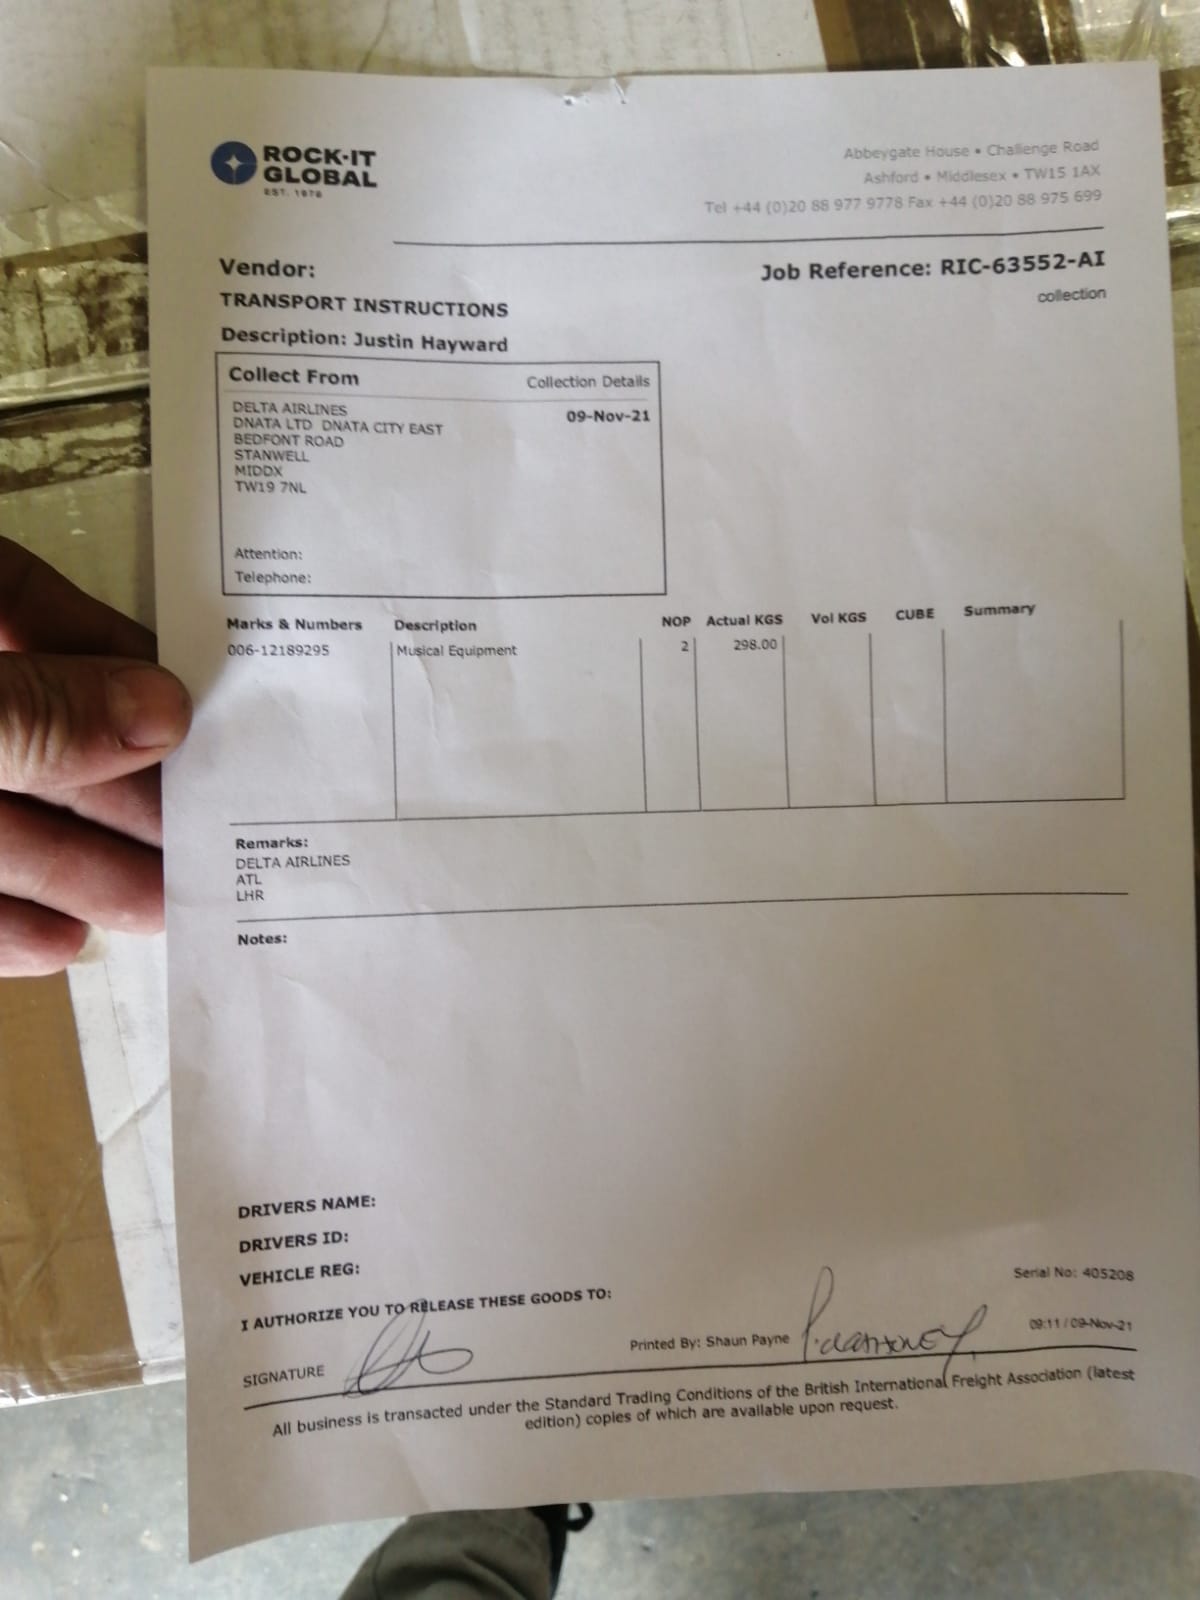 ROCK-IT
GLOBAL
EST. 1978
Abbeygate House • Challenge Road
Ashford • Middlesex • TW15 1AX
Tel +44 (0)20 88 977 9778 Fax +44 (0)20 88 975 699
Vendor:
Job Reference: RIC-63552-AI
TRANSPORT INSTRUCTIONS
collection
Description: Justin Hayward
Collect From Collection Details
DELTA AIRLINES 09-Nov-21
DNATA LTD DNATA CITY EAST
BEDFONT ROAD
STANWELL
MIDDX
TW19 7NL
Attention:
Telephone:
Marks & Numbers Description NOP Actual KGS Vol KGS CUBE Summary
006-12189295 Musical Equipment 2 298.00
Remarks:
DELTA AIRLINES
ATL
LHR
Notes:
DRIVERS NAME:
DRIVERS ID:
VEHICLE REG:
Serial No: 405208
I AUTHORIZE YOU TO RELEASE THESE GOODS TO:
Printed By: Shaun Payne 09:11 / 09-Nov-21
SIGNATURE
All business is transacted under the Standard Trading Conditions of the British International Freight Association (latest
edition) copies of which are available upon request.